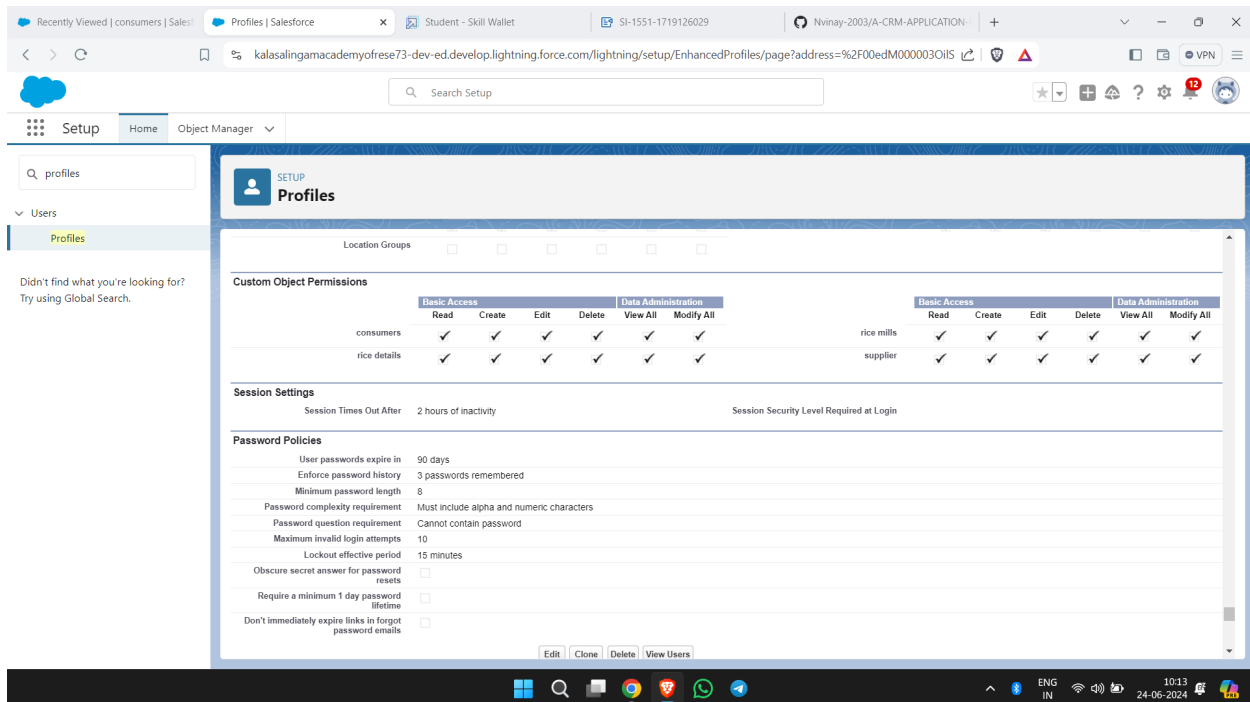 Recently Viewed | consumers | Salest
Profiles | Salesforce
Student - Skill Wallet
SI-1551-1719126029
Nvinay-2003/A-CRM-APPLICATION-
kalasalingamacademyofrese73-dev-ed.develop.lightning.force.com/lightning/setup/EnhancedProfiles/page?address=%2F00edM000003OilS
VPN
Search Setup
12
Setup
Home
Object Manager
profiles
Users
Profiles
Didn't find what you're looking for?
Try using Global Search.
SETUP
Profiles
Location Groups
Custom Object Permissions
Basic Access Data Administration Basic Access Data Administration
Read Create Edit Delete View All Modify All Read Create Edit Delete View All Modify All
consumers rice mills
rice details supplier
Session Settings
Session Times Out After 2 hours of inactivity Session Security Level Required at Login
Password Policies
User passwords expire in 90 days
Enforce password history 3 passwords remembered
Minimum password length 8
Password complexity requirement Must include alpha and numeric characters
Password question requirement Cannot contain password
Maximum invalid login attempts 10
Lockout effective period 15 minutes
Obscure secret answer for password
resets
Require a minimum 1 day password
lifetime
Don't immediately expire links in forgot
password emails
Edit Clone Delete View Users
ENG
IN
10:13
24-06-2024